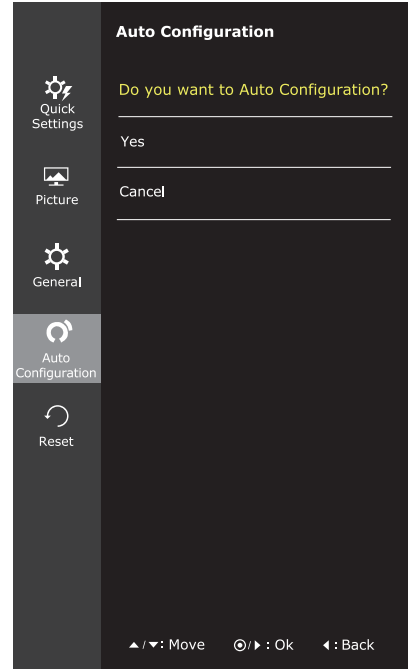 Auto Configuration
Do you want to Auto Configuration?
Yes
Cancel
Quick
Settings
Picture
General
Auto
Configuration
Reset
▲/▼: Move ⦿/▶ : Ok ◀ : Back